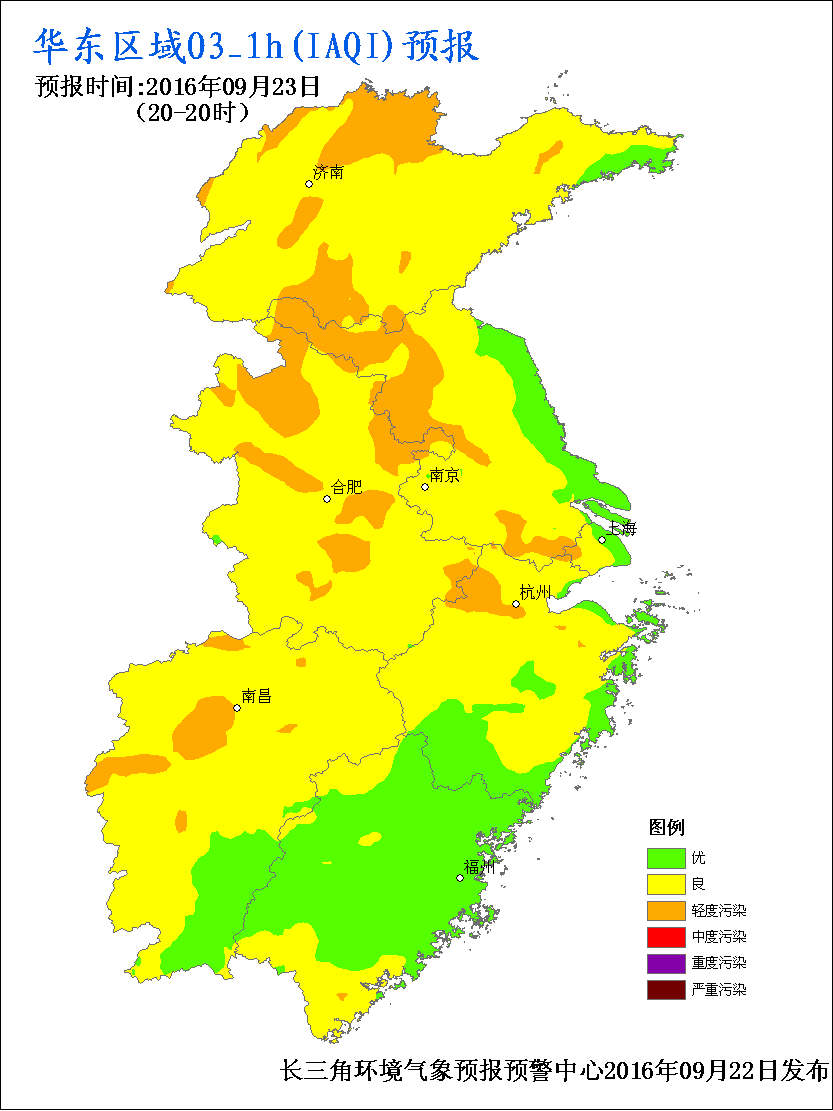 华东区域O3_1h(IAQI)预报
预报时间:2016年09月23日
（20-20时）
济南
南京
合肥
上海
杭州
南昌
福州
图例
优
良
轻度污染
中度污染
重度污染
严重污染
长三角环境气象预报预警中心2016年09月22日发布